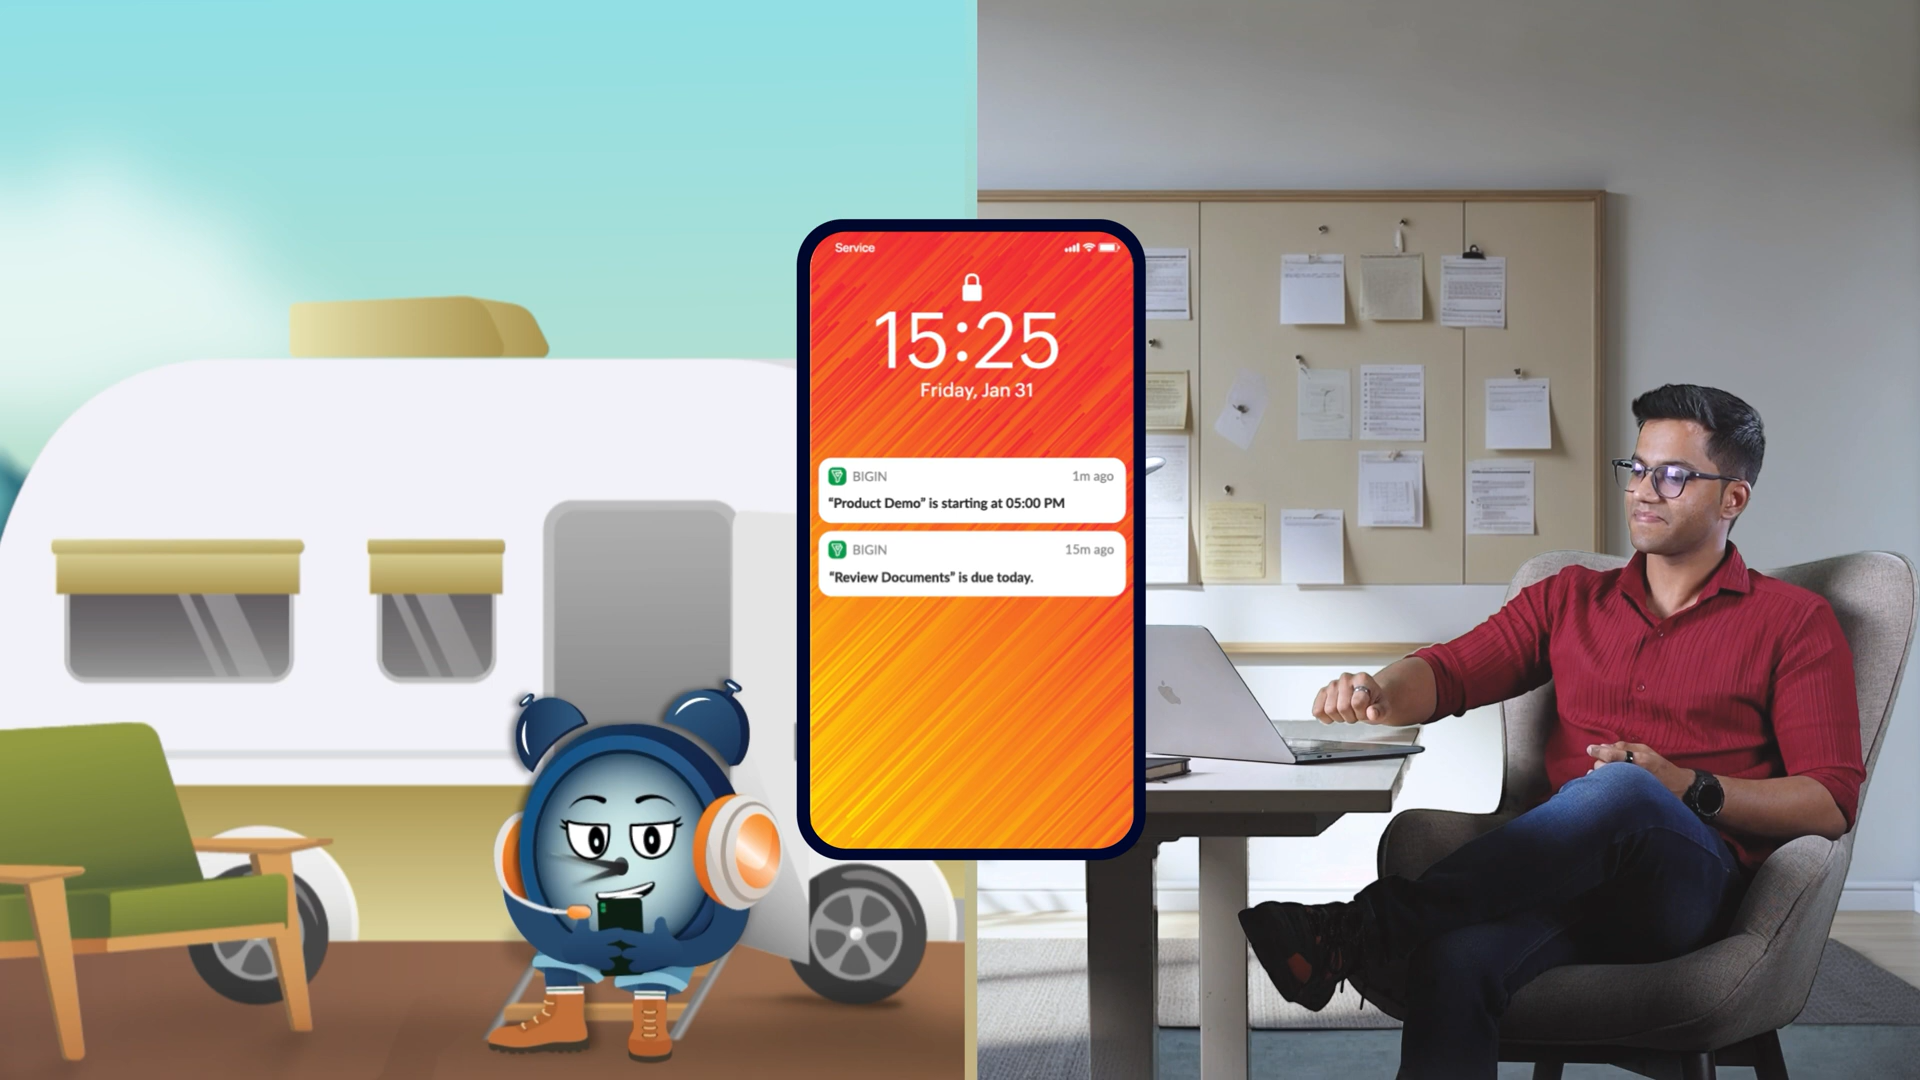 Service
15:25
Friday, Jan 31
BIGIN
1m ago
“Product Demo” is starting at 05:00 PM
BIGIN
15m ago
“Review Documents” is due today.